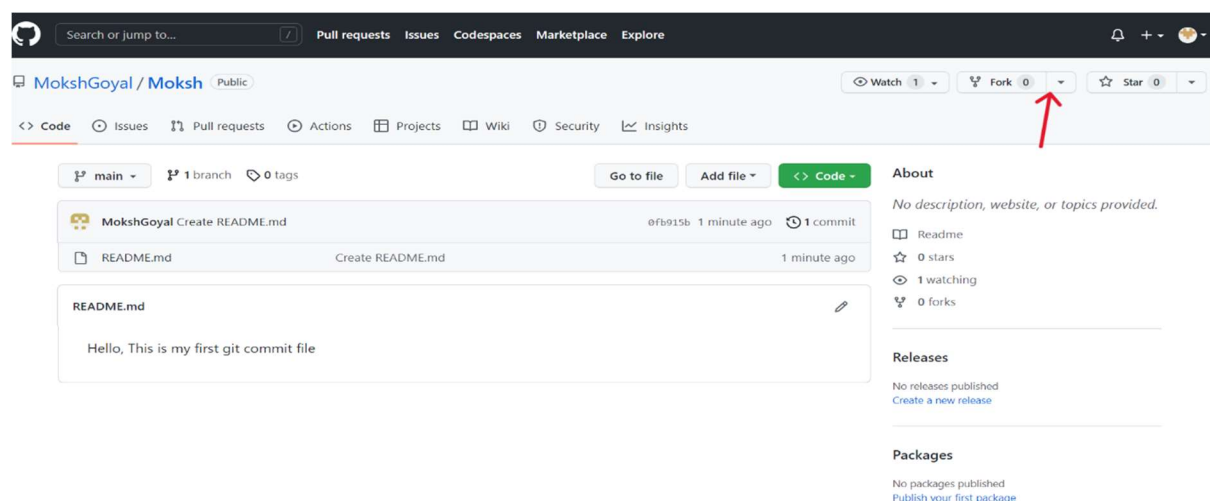 Search or jump to... / Pull requests Issues Codespaces Marketplace Explore
MokshGoyal / Moksh Public Watch 1 Fork 0 Star 0
<> Code Issues Pull requests Actions Projects Wiki Security Insights
main 1 branch 0 tags Go to file Add file <> Code
MokshGoyal Create README.md 0fb915b 1 minute ago 1 commit
README.md Create README.md 1 minute ago
README.md
Hello, This is my first git commit file
About
No description, website, or topics provided.
Readme
0 stars
1 watching
0 forks
Releases
No releases published
Create a new release
Packages
No packages published
Publish your first package